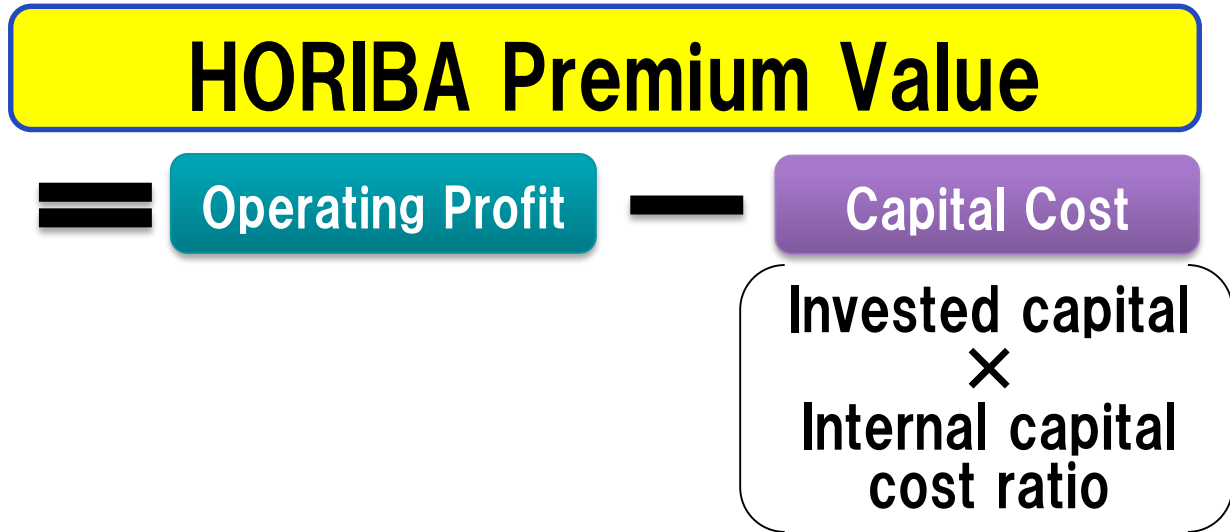 HORIBA Premium Value
= Operating Profit − Capital Cost
Invested capital
×
Internal capital
cost ratio